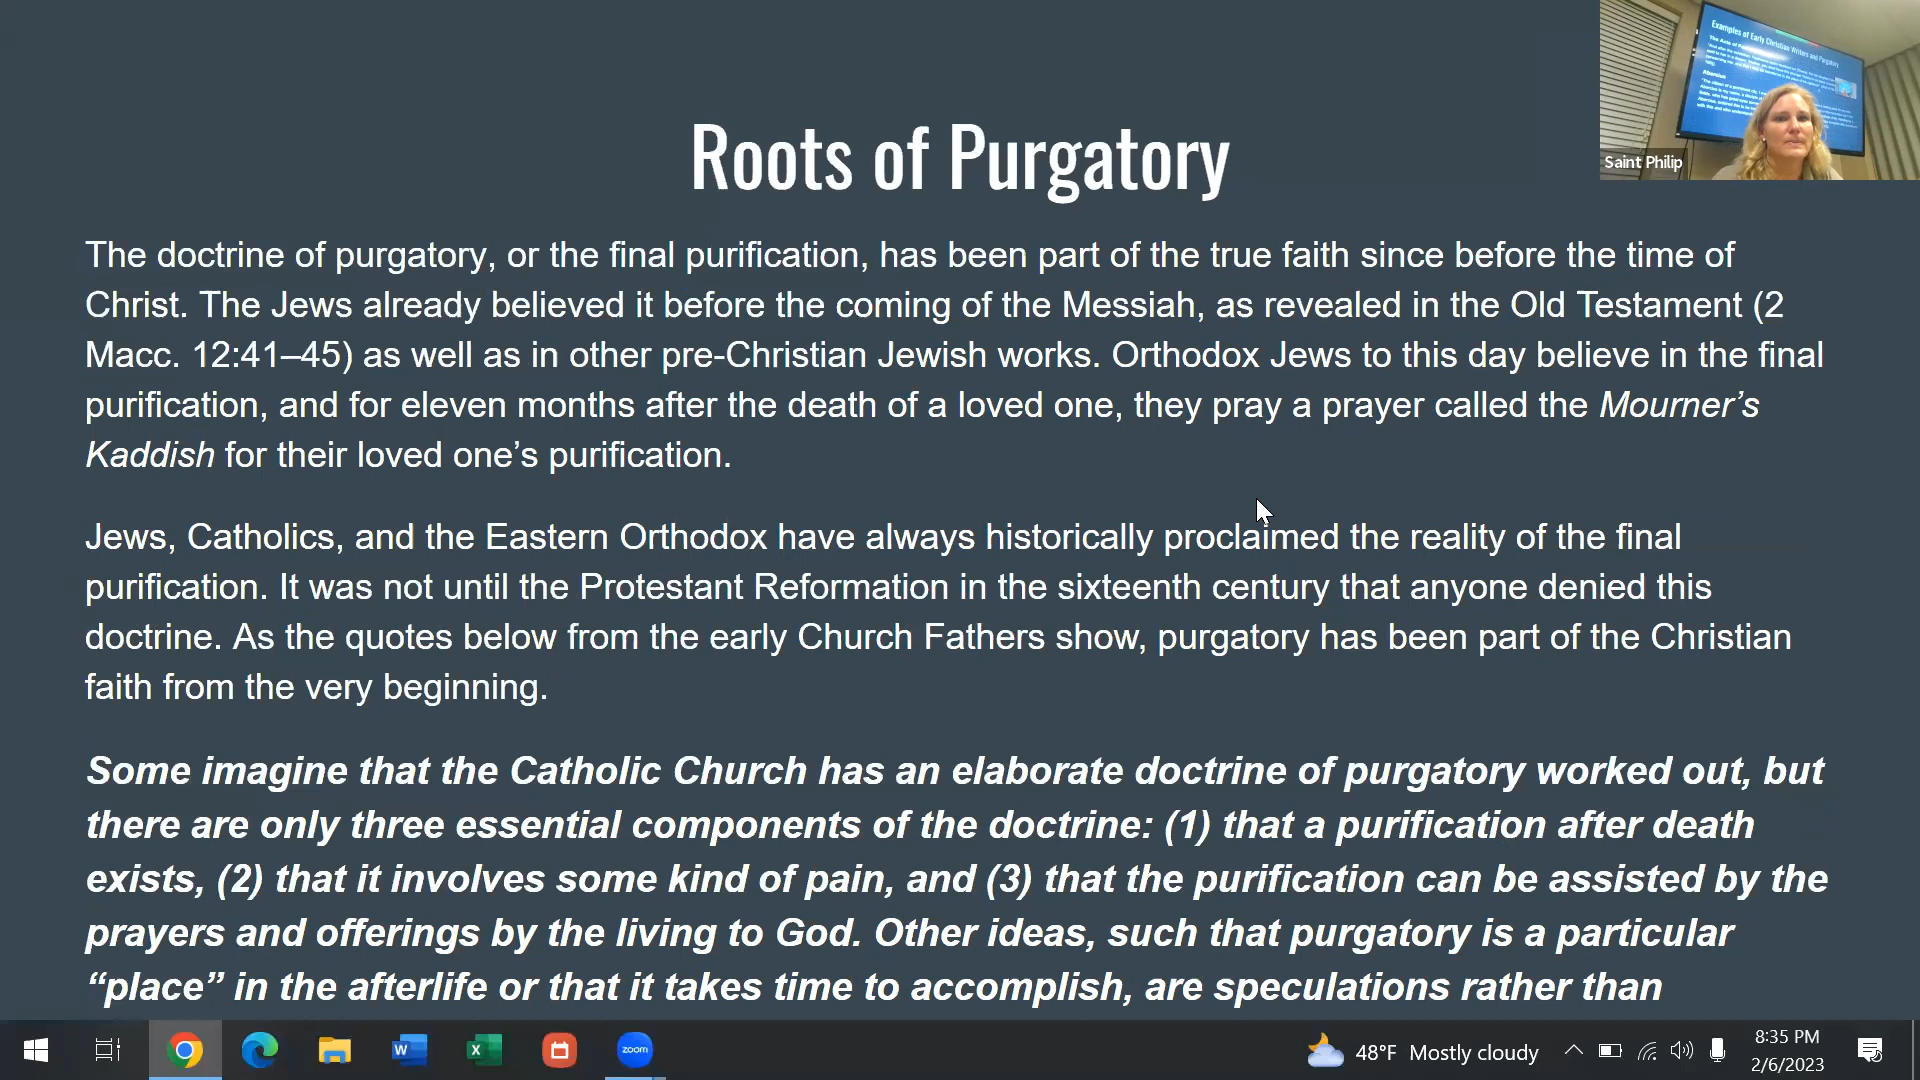 Roots of Purgatory
The doctrine of purgatory, or the final purification, has been part of the true faith since before the time of
Christ. The Jews already believed it before the coming of the Messiah, as revealed in the Old Testament (2
Macc. 12:41–45) as well as in other pre-Christian Jewish works. Orthodox Jews to this day believe in the final
purification, and for eleven months after the death of a loved one, they pray a prayer called the Mourner’s
Kaddish for their loved one’s purification.
Jews, Catholics, and the Eastern Orthodox have always historically proclaimed the reality of the final
purification. It was not until the Protestant Reformation in the sixteenth century that anyone denied this
doctrine. As the quotes below from the early Church Fathers show, purgatory has been part of the Christian
faith from the very beginning.
Some imagine that the Catholic Church has an elaborate doctrine of purgatory worked out, but
there are only three essential components of the doctrine: (1) that a purification after death
exists, (2) that it involves some kind of pain, and (3) that the purification can be assisted by the
prayers and offerings by the living to God. Other ideas, such that purgatory is a particular
“place” in the afterlife or that it takes time to accomplish, are speculations rather than
Examples of Early Christian Writers and Purgatory
Abercius
Saint Philip
W
X
zoom
48°F Mostly cloudy
8:35 PM
2/6/2023